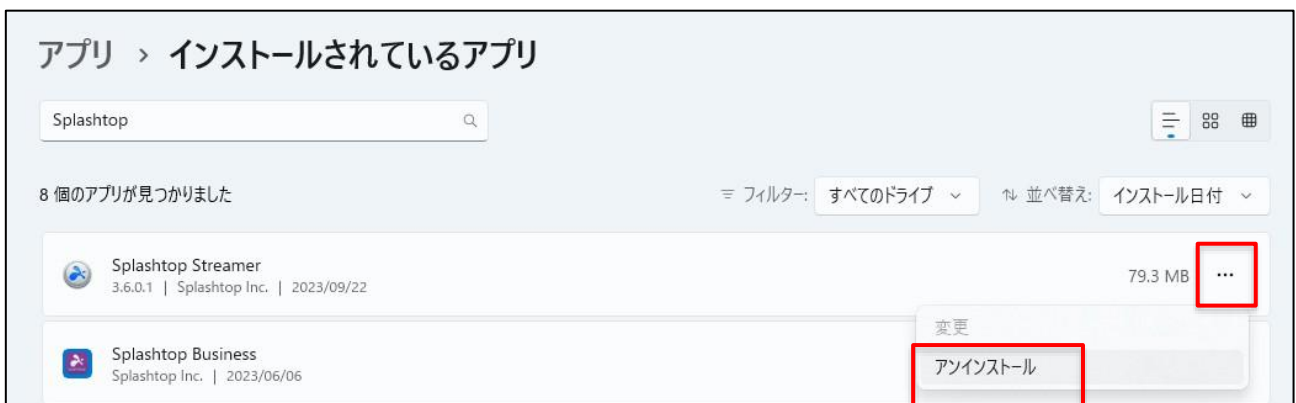 アプリ › インストールされているアプリ
Splashtop
8 個のアプリが見つかりました
フィルター: すべてのドライブ
並べ替え: インストール日付
Splashtop Streamer
3.6.0.1 | Splashtop Inc. | 2023/09/22
79.3 MB
変更
アンインストール
Splashtop Business
Splashtop Inc. | 2023/06/06